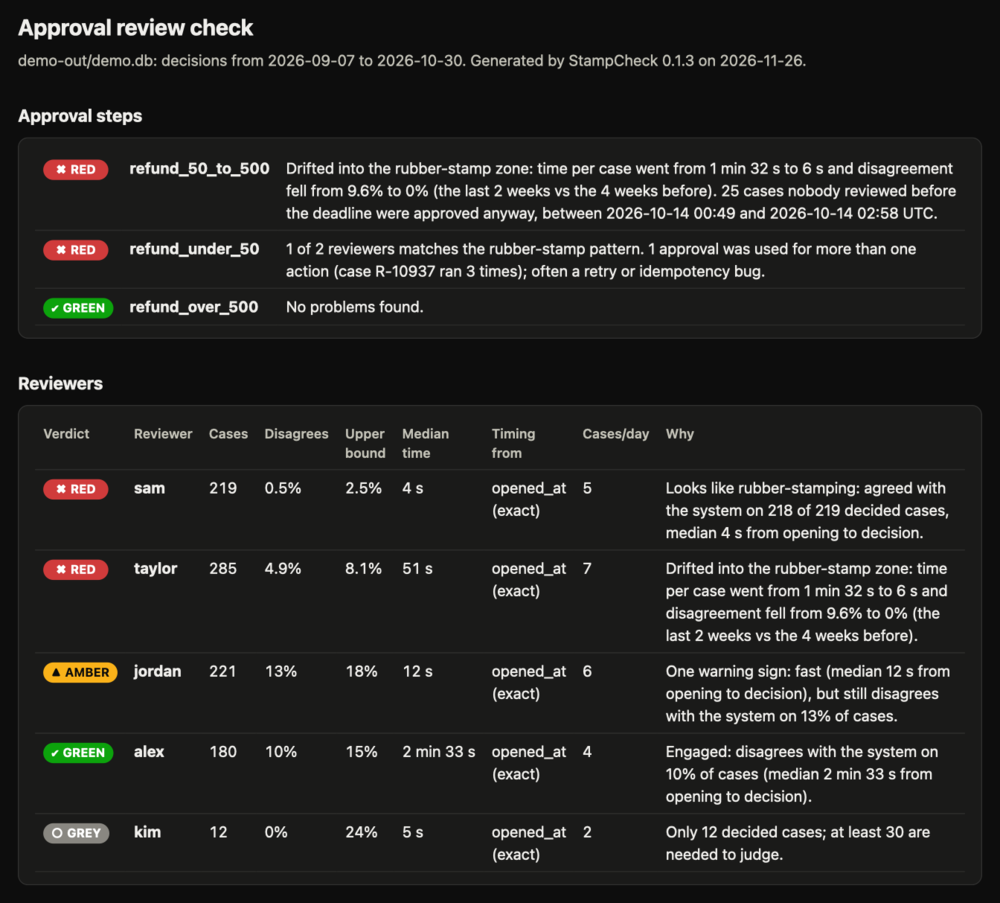 Approval review check
demo-out/demo.db: decisions from 2026-09-07 to 2026-10-30. Generated by StampCheck 0.1.3 on 2026-11-26.
Approval steps
✖ RED refund_50_to_500 Drifted into the rubber-stamp zone: time per case went from 1 min 32 s to 6 s and disagreement
fell from 9.6% to 0% (the last 2 weeks vs the 4 weeks before). 25 cases nobody reviewed before
the deadline were approved anyway, between 2026-10-14 00:49 and 2026-10-14 02:58 UTC.
✖ RED refund_under_50 1 of 2 reviewers matches the rubber-stamp pattern. 1 approval was used for more than one
action (case R-10937 ran 3 times); often a retry or idempotency bug.
✔ GREEN refund_over_500 No problems found.
Reviewers
Verdict Reviewer Cases Disagrees Upper bound Median time Timing from Cases/day Why
✖ RED sam 219 0.5% 2.5% 4 s opened_at (exact) 5 Looks like rubber-stamping: agreed with
the system on 218 of 219 decided cases,
median 4 s from opening to decision.
✖ RED taylor 285 4.9% 8.1% 51 s opened_at (exact) 7 Drifted into the rubber-stamp zone: time
per case went from 1 min 32 s to 6 s and
disagreement fell from 9.6% to 0% (the
last 2 weeks vs the 4 weeks before).
▲ AMBER jordan 221 13% 18% 12 s opened_at (exact) 6 One warning sign: fast (median 12 s from
opening to decision), but still disagrees
with the system on 13% of cases.
✔ GREEN alex 180 10% 15% 2 min 33 s opened_at (exact) 4 Engaged: disagrees with the system on
10% of cases (median 2 min 33 s from
opening to decision).
○ GREY kim 12 0% 24% 5 s opened_at (exact) 2 Only 12 decided cases; at least 30 are
needed to judge.